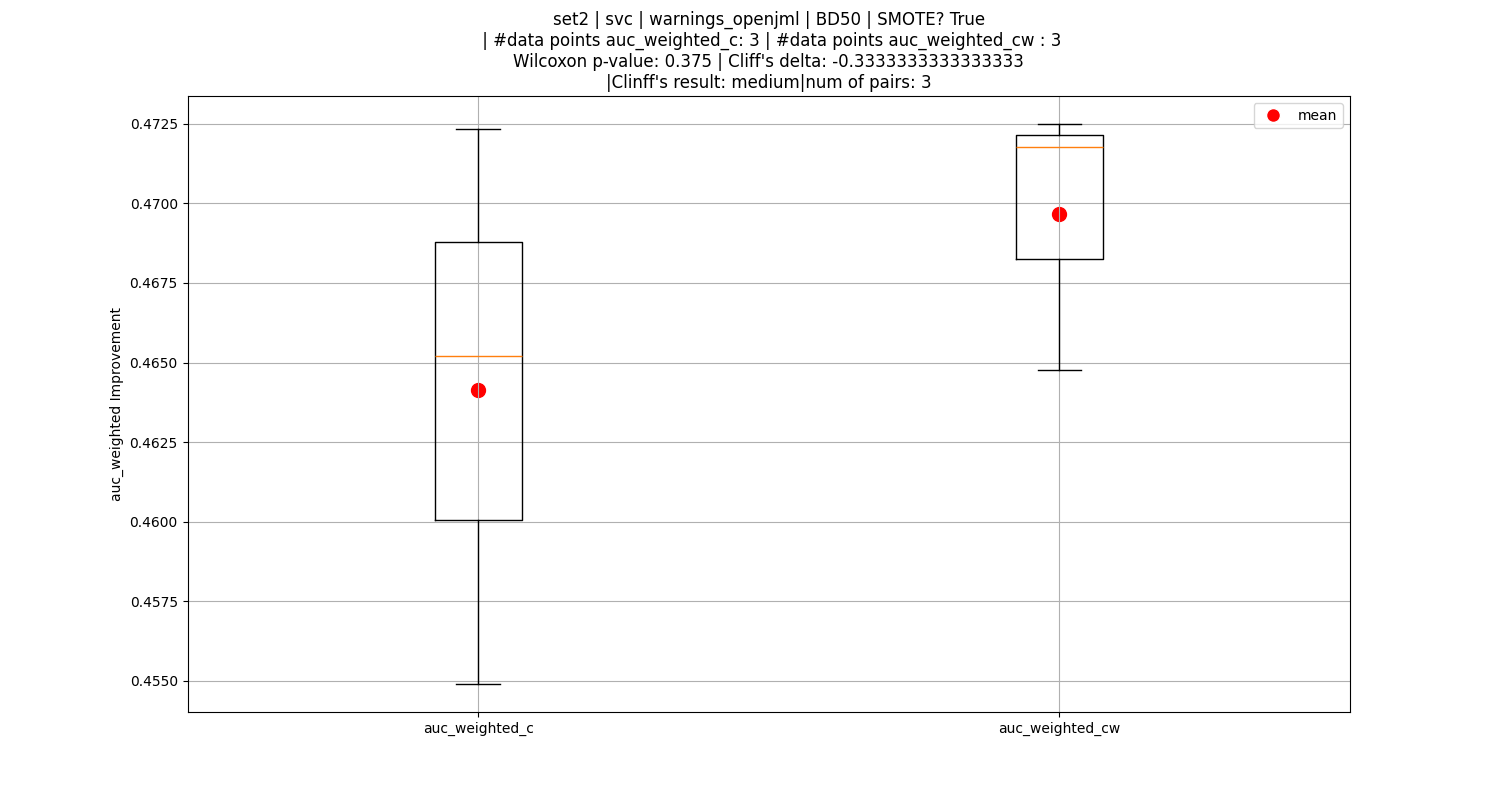 set2 | svc | warnings_openjml | BD50 | SMOTE? True
| #data points auc_weighted_c: 3 | #data points auc_weighted_cw : 3
Wilcoxon p-value: 0.375 | Cliff's delta: -0.3333333333333333
|Clinff's result: medium|num of pairs: 3
mean
0.4725
0.4700
0.4675
0.4650
0.4625
0.4600
0.4575
0.4550
auc_weighted Improvement
auc_weighted_c
auc_weighted_cw